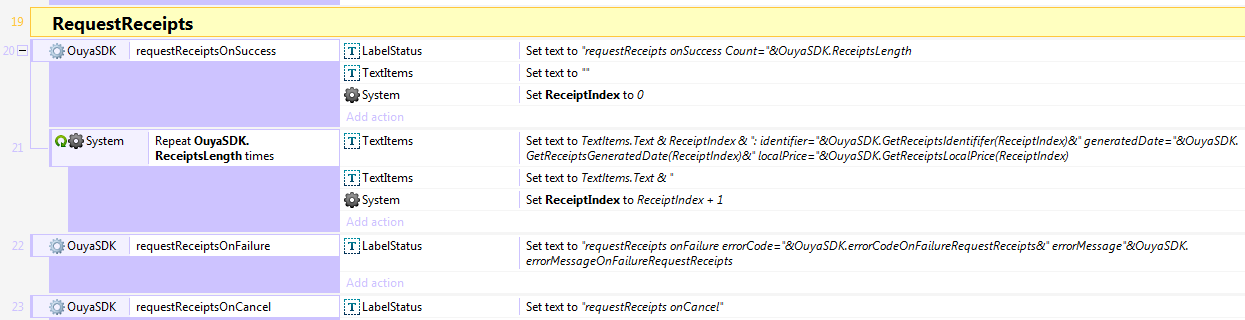 19 RequestReceipts
20 OuyaSDK requestReceiptsOnSuccess T LabelStatus Set text to "requestReceipts onSuccess Count="&OuyaSDK.ReceiptsLength
T TextItems Set text to ""
System Set ReceiptIndex to 0
Add action
21 System Repeat OuyaSDK. T TextItems Set text to TextItems.Text & ReceiptIndex & ": identifier="&OuyaSDK.GetReceiptsIdentififer(ReceiptIndex)&" generatedDate="&OuyaSDK.
ReceiptsLength times GetReceiptsGeneratedDate(ReceiptIndex)&" localPrice="&OuyaSDK.GetReceiptsLocalPrice(ReceiptIndex)
T TextItems Set text to TextItems.Text & "
System Set ReceiptIndex to ReceiptIndex + 1
Add action
22 OuyaSDK requestReceiptsOnFailure T LabelStatus Set text to "requestReceipts onFailure errorCode="&OuyaSDK.errorCodeOnFailureRequestReceipts&" errorMessage"&OuyaSDK.
errorMessageOnFailureRequestReceipts
Add action
23 OuyaSDK requestReceiptsOnCancel T LabelStatus Set text to "requestReceipts onCancel"